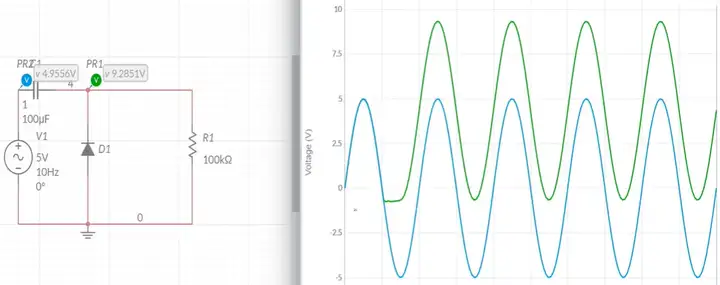 PR2
PR1
v 4.9556V
v 9.2851V
V
V
4
1
100μF
V1
5V
10Hz
0°
D1
R1
100kΩ
0
10
7.5
5
2.5
0
-2.5
-5
Voltage (V)